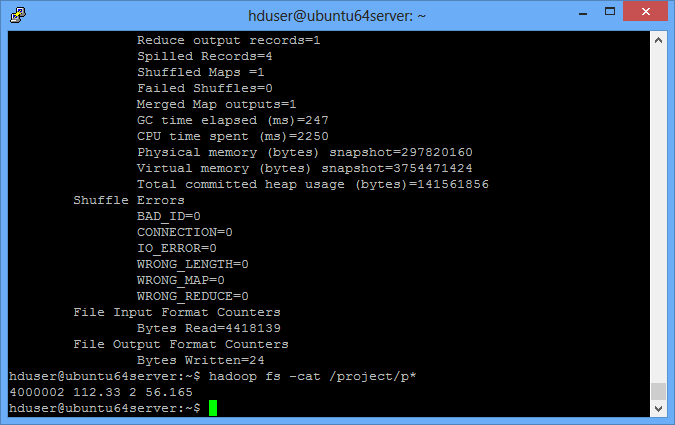 hduser@ubuntu64server: ~
Reduce output records=1
Spilled Records=4
Shuffled Maps =1
Failed Shuffles=0
Merged Map outputs=1
GC time elapsed (ms)=247
CPU time spent (ms)=2250
Physical memory (bytes) snapshot=297820160
Virtual memory (bytes) snapshot=3754471424
Total committed heap usage (bytes)=141561856
Shuffle Errors
BAD_ID=0
CONNECTION=0
IO_ERROR=0
WRONG_LENGTH=0
WRONG_MAP=0
WRONG_REDUCE=0
File Input Format Counters
Bytes Read=4418139
File Output Format Counters
Bytes Written=24
hduser@ubuntu64server:~$ hadoop fs -cat /project/p*
4000002 112.33 2 56.165
hduser@ubuntu64server:~$